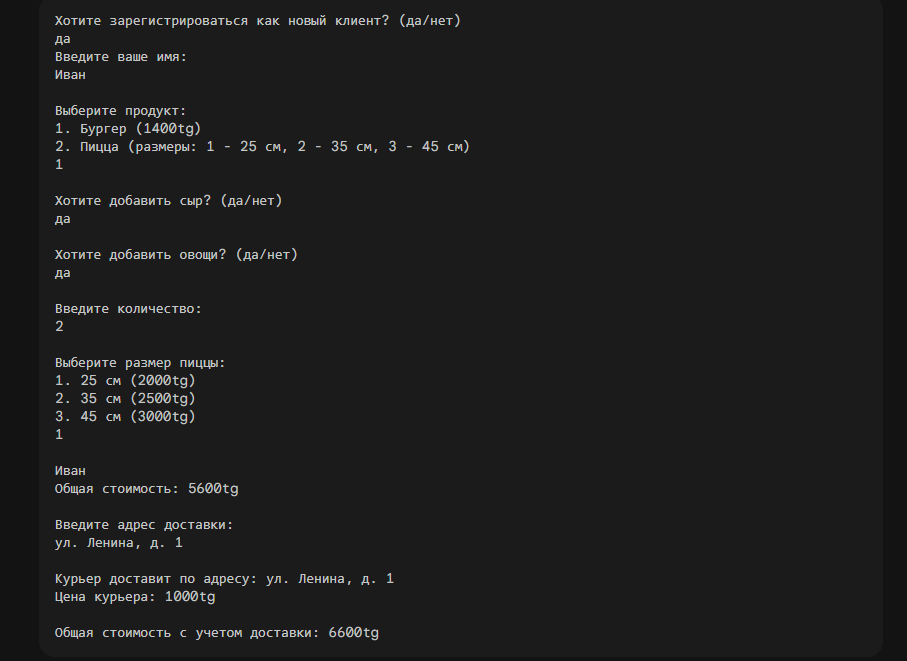 Хотите зарегистрироваться как новый клиент? (да/нет)
да
Введите ваше имя:
Иван
Выберите продукт:
1. Бургер (1400tg)
2. Пицца (размеры: 1 - 25 см, 2 - 35 см, 3 - 45 см)
1
Хотите добавить сыр? (да/нет)
да
Хотите добавить овощи? (да/нет)
да
Введите количество:
2
Выберите размер пиццы:
1. 25 см (2000tg)
2. 35 см (2500tg)
3. 45 см (3000tg)
1
Иван
Общая стоимость: 5600tg
Введите адрес доставки:
ул. Ленина, д. 1
Курьер доставит по адресу: ул. Ленина, д. 1
Цена курьера: 1000tg
Общая стоимость с учетом доставки: 6600tg